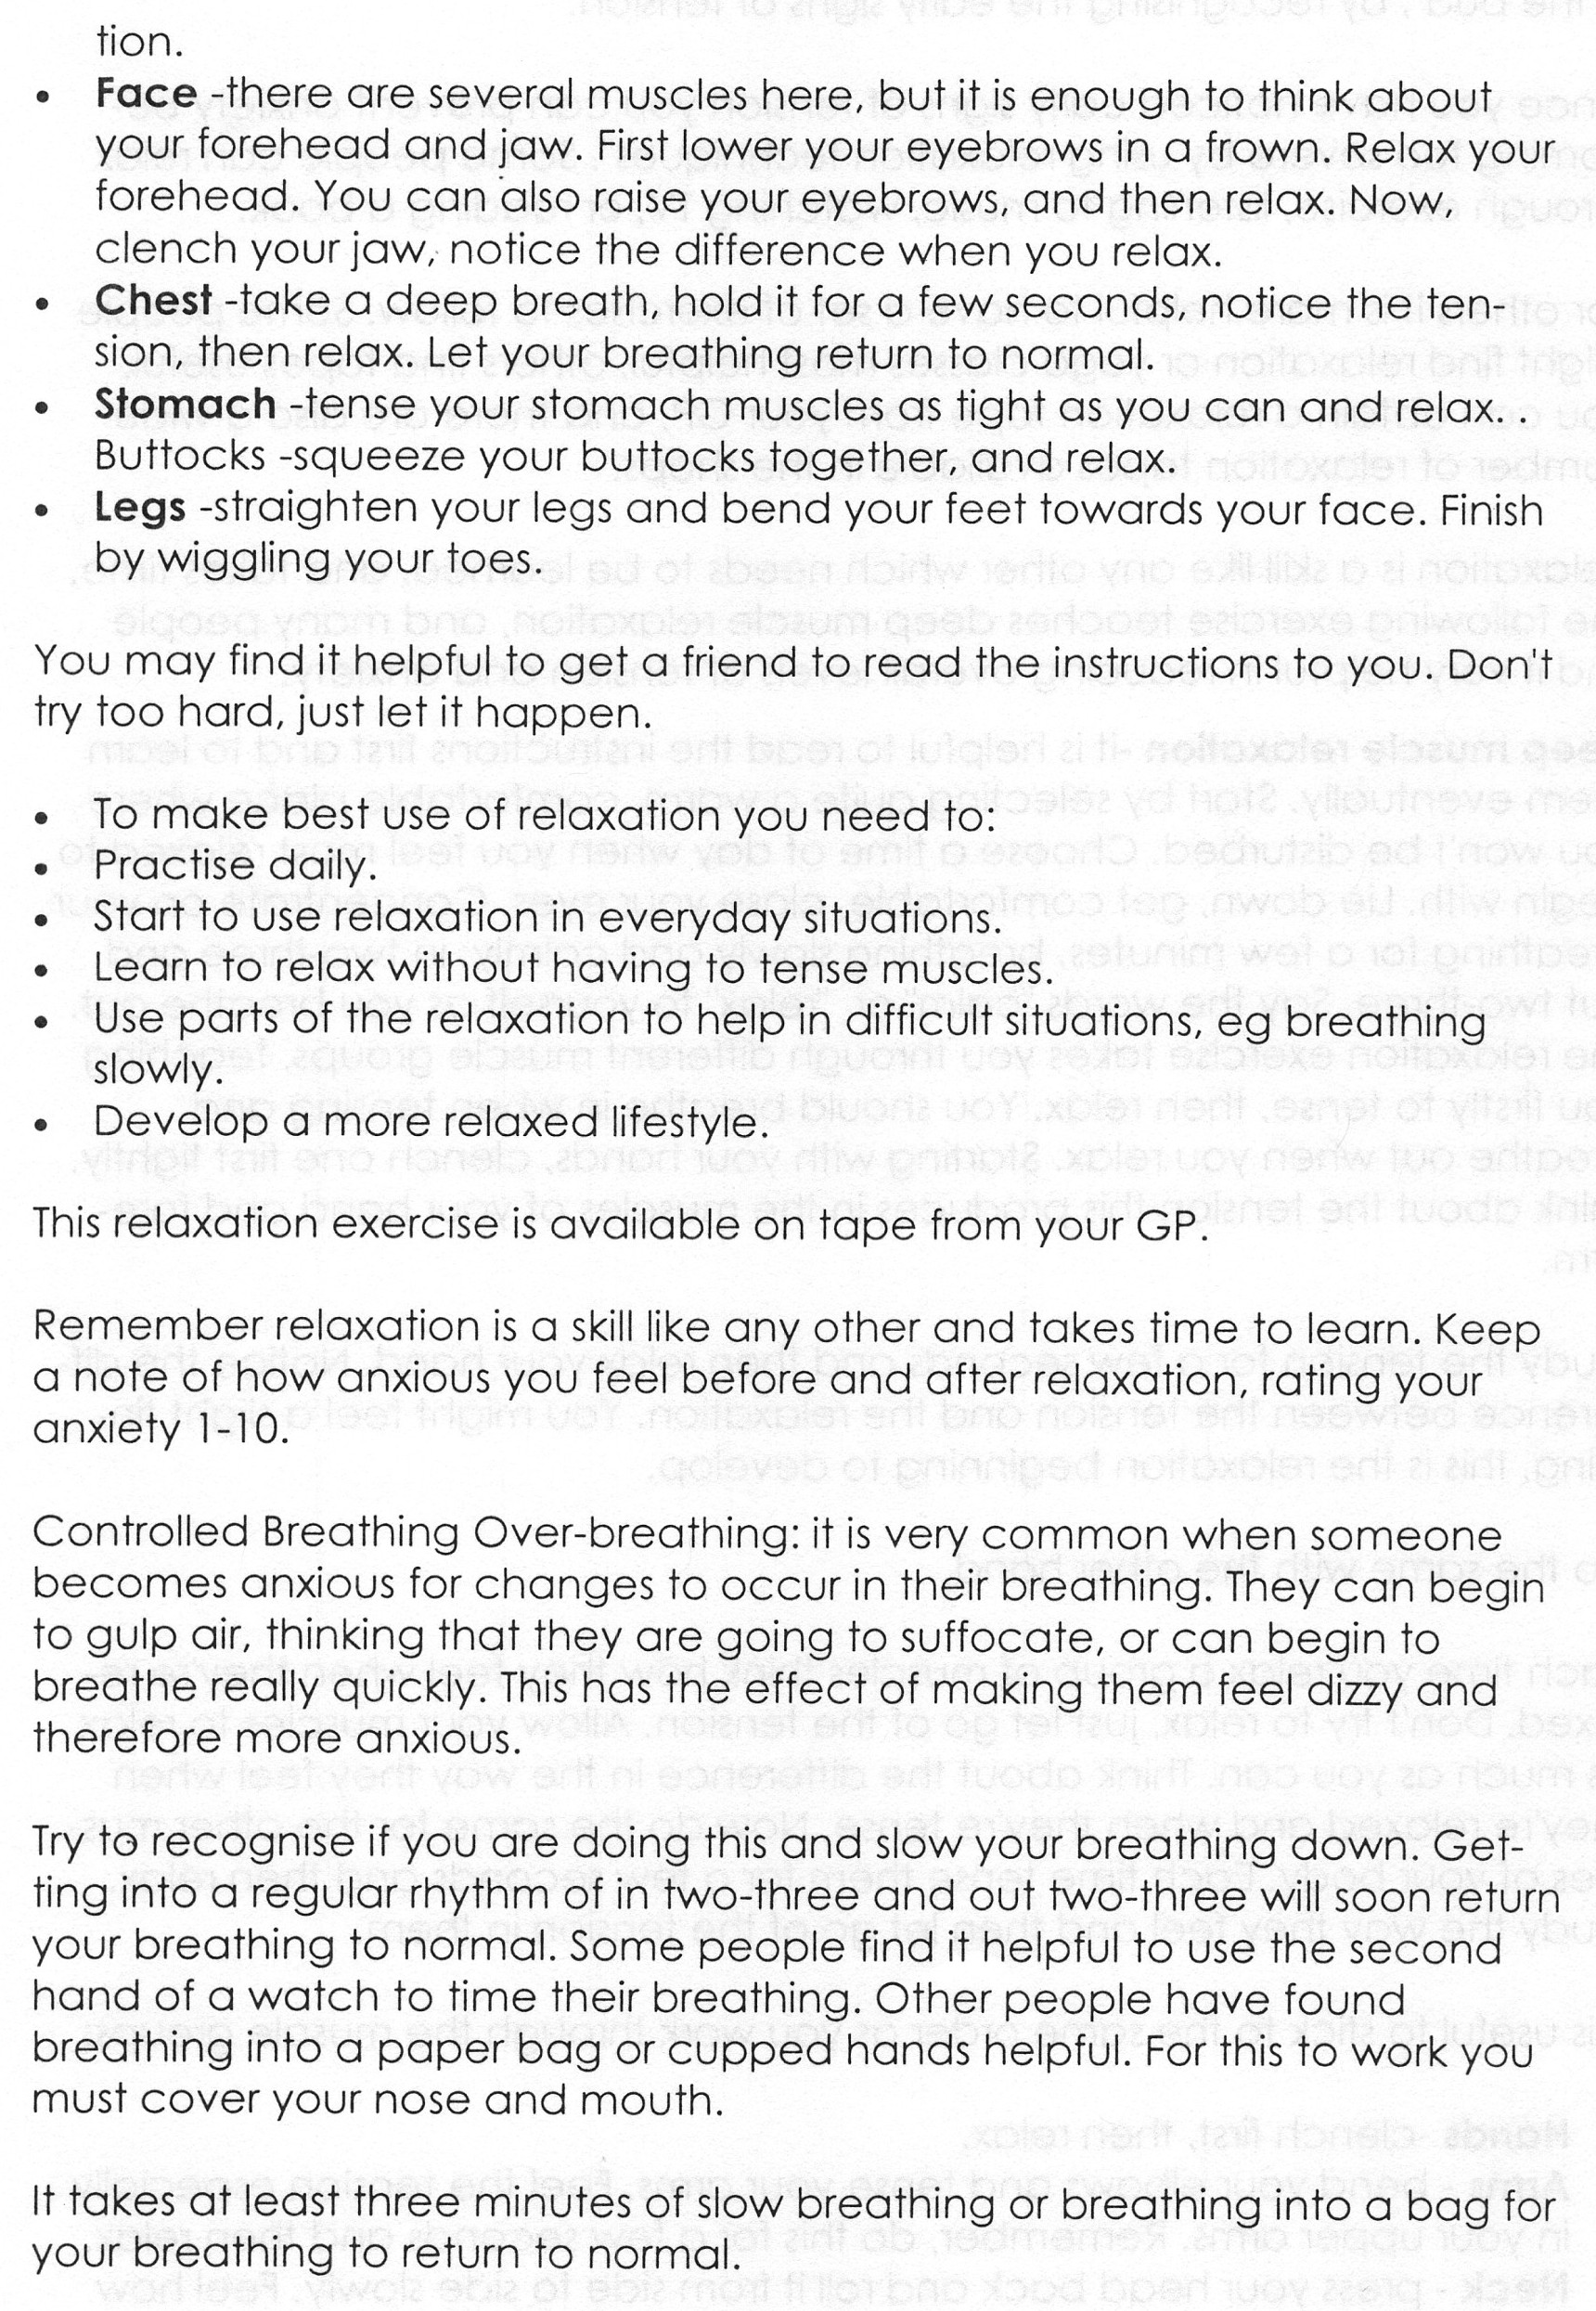 tion.
• Face -there are several muscles here, but it is enough to think about
your forehead and jaw. First lower your eyebrows in a frown. Relax your
forehead. You can also raise your eyebrows, and then relax. Now,
clench your jaw, notice the difference when you relax.
• Chest -take a deep breath, hold it for a few seconds, notice the ten-
sion, then relax. Let your breathing return to normal.
• Stomach -tense your stomach muscles as tight as you can and relax. .
Buttocks -squeeze your buttocks together, and relax.
• Legs -straighten your legs and bend your feet towards your face. Finish
by wiggling your toes.
You may find it helpful to get a friend to read the instructions to you. Don't
try too hard, just let it happen.
• To make best use of relaxation you need to:
• Practise daily.
• Start to use relaxation in everyday situations.
• Learn to relax without having to tense muscles.
• Use parts of the relaxation to help in difficult situations, eg breathing
slowly.
• Develop a more relaxed lifestyle.
This relaxation exercise is available on tape from your GP.
Remember relaxation is a skill like any other and takes time to learn. Keep
a note of how anxious you feel before and after relaxation, rating your
anxiety 1-10.
Controlled Breathing Over-breathing: it is very common when someone
becomes anxious for changes to occur in their breathing. They can begin
to gulp air, thinking that they are going to suffocate, or can begin to
breathe really quickly. This has the effect of making them feel dizzy and
therefore more anxious.
Try to recognise if you are doing this and slow your breathing down. Get-
ting into a regular rhythm of in two-three and out two-three will soon return
your breathing to normal. Some people find it helpful to use the second
hand of a watch to time their breathing. Other people have found
breathing into a paper bag or cupped hands helpful. For this to work you
must cover your nose and mouth.
It takes at least three minutes of slow breathing or breathing into a bag for
your breathing to return to normal.